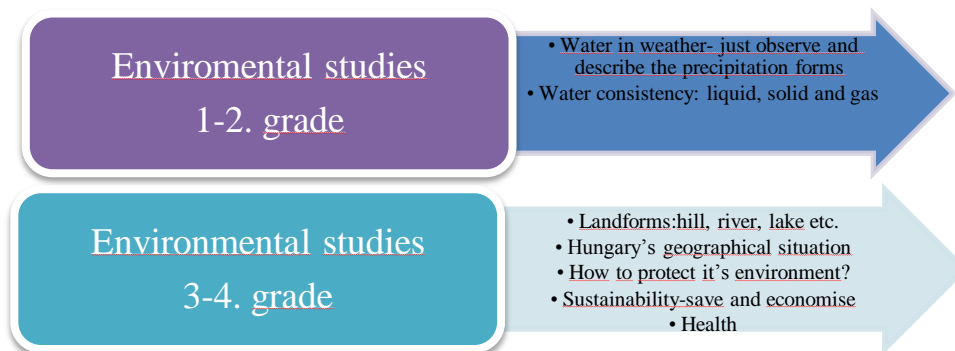 Enviromental studies
1-2. grade
• Water in weather- just observe and
describe the precipitation forms
• Water consistency: liquid, solid and gas
Environmental studies
3-4. grade
• Landforms:hill, river, lake etc.
• Hungary's geographical situation
• How to protect it's environment?
• Sustainability-save and economise
• Health